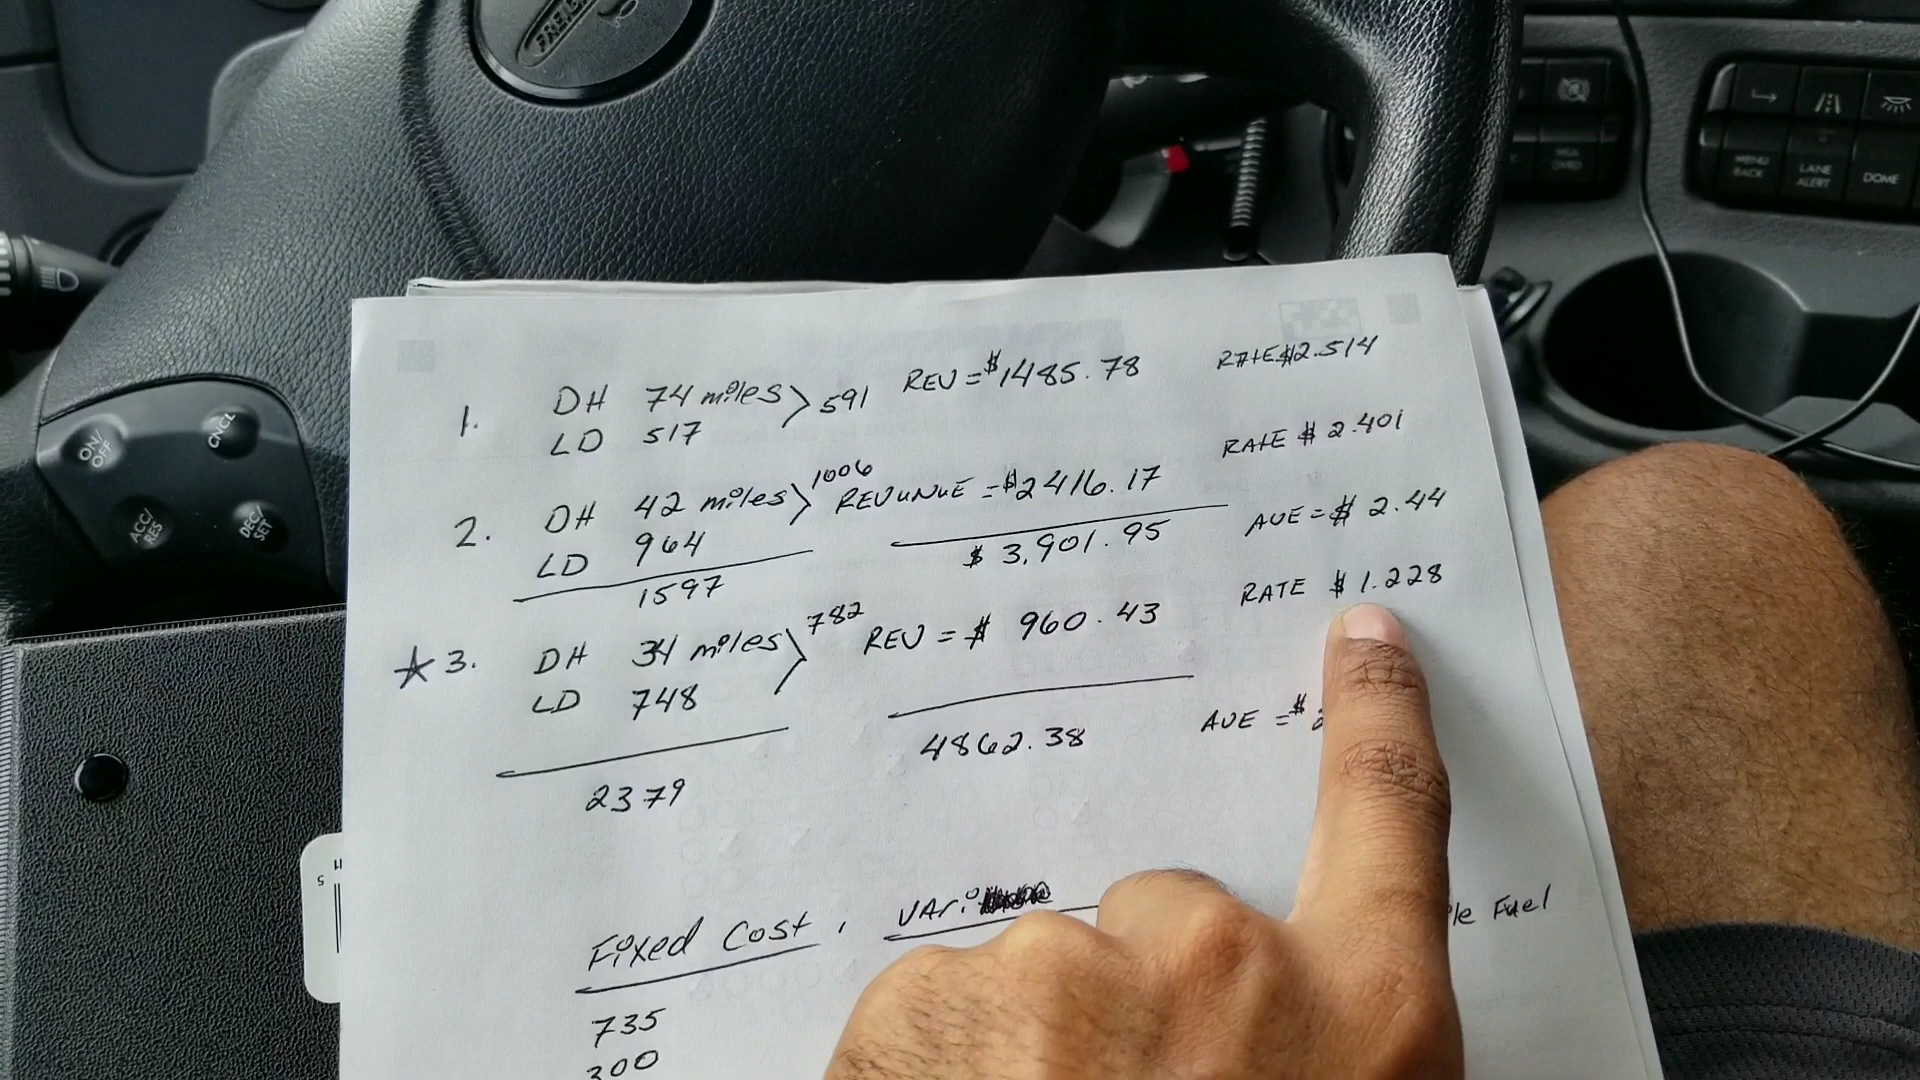 ON/OFF
CNCL
ACC/RES
DEC/SET
MENU BACK
LANE ALERT
DOME
1. DH 74 miles > 591 REV = $1485.78 RATE $2.514
LD 517
2. DH 42 miles > 1006 REVUNUE = $2416.17 RATE $ 2.401
LD 964
1597 $ 3,901.95 AVE = $ 2.44
★ 3. DH 34 miles > 782 REV = $ 960.43 RATE $ 1.228
LD 748
2379 4862.38 AVE = $
Fixed Cost, Fuel
735
300